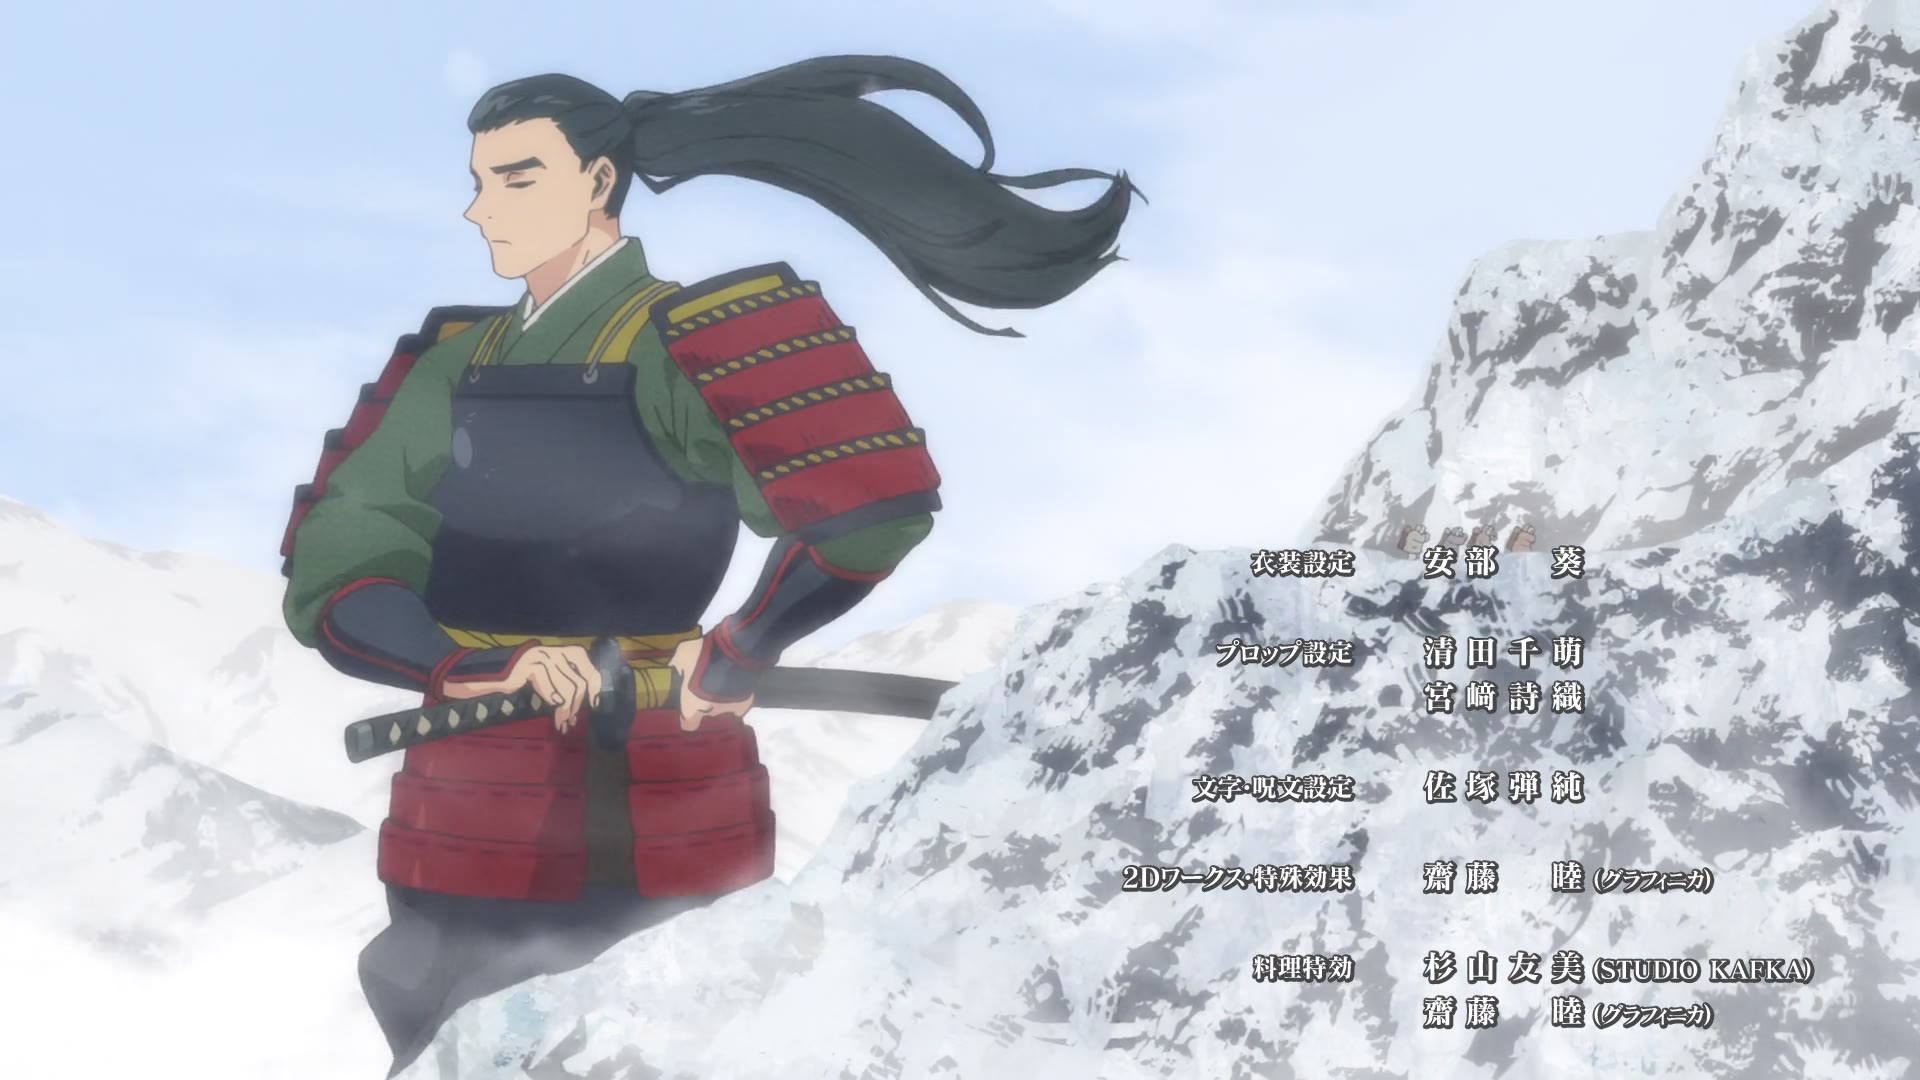 衣装設定 安部 葵
プロップ設定 清田千萌
宮﨑詩織
文字・呪文設定 佐塚弾純
2Dワークス・特殊効果 齋藤 睦(グラフィニカ)
料理特効 杉山友美(STUDIO KAFKA)
齋藤 睦(グラフィニカ)